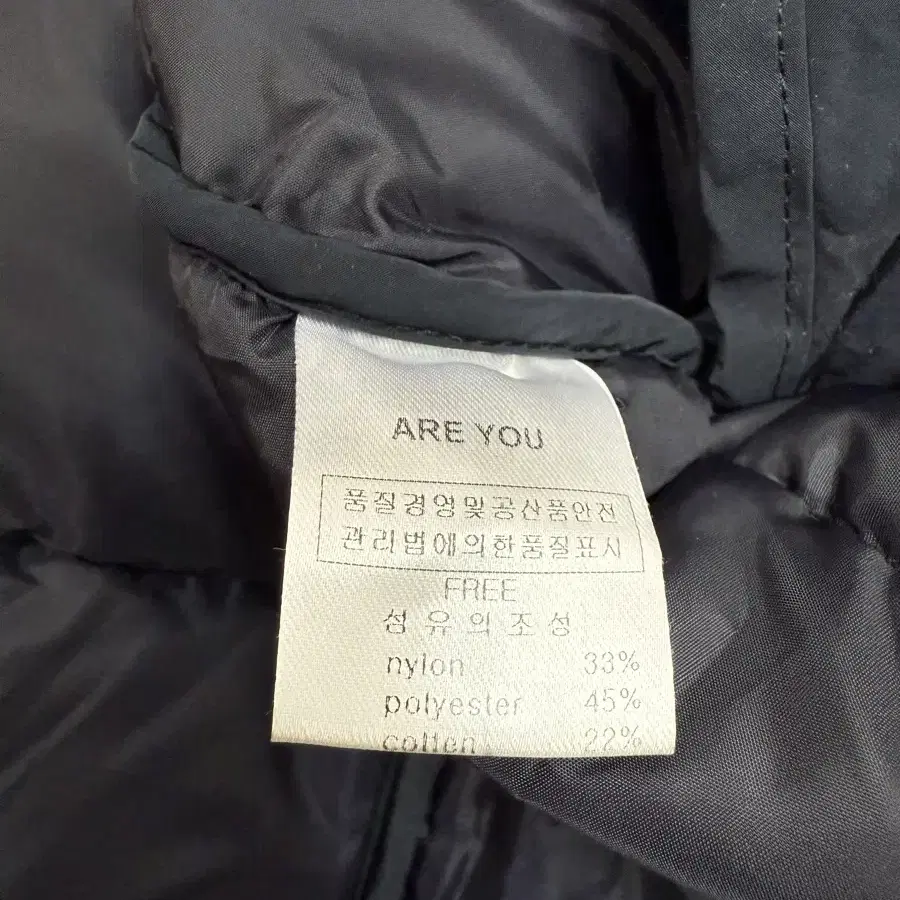 ARE YOU
품질경영및공산품안전
관리법에의한품질표시
FREE
섬유의조성
nylon 33%
polyester 45%
cotten 22%